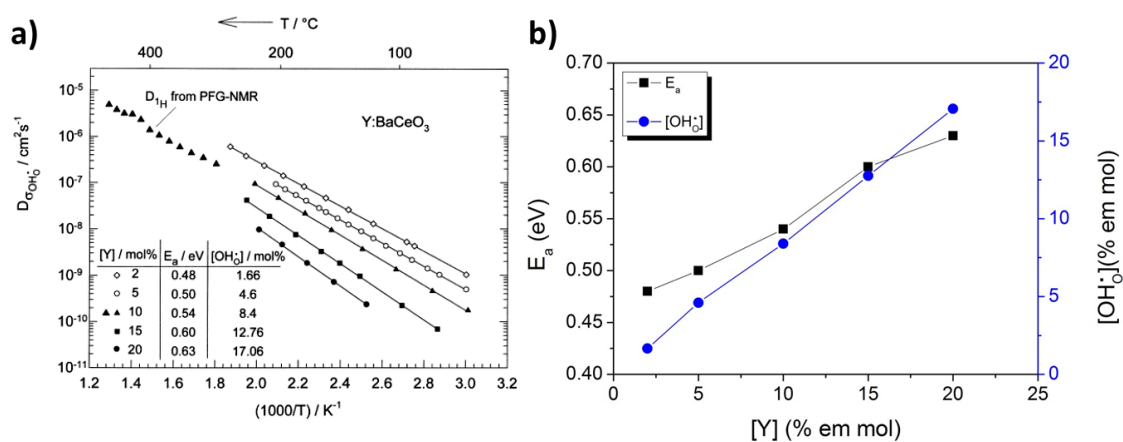 a)
T / °C
400 200 100
10⁻⁵
10⁻⁶
10⁻⁷
10⁻⁸
10⁻⁹
10⁻¹⁰
10⁻¹¹
D_σOH_O^• / cm²s⁻¹
D₁H from PFG-NMR
Y:BaCeO₃
[Y] / mol% Eₐ / eV [OH_O^•] / mol%
2 0.48 1.66
5 0.50 4.6
10 0.54 8.4
15 0.60 12.76
20 0.63 17.06
1.2 1.4 1.6 1.8 2.0 2.2 2.4 2.6 2.8 3.0 3.2
(1000/T) / K⁻¹
b)
0.70
0.65
0.60
0.55
0.50
0.45
0.40
Eₐ (eV)
Eₐ
[OH_O^•]
20
15
10
5
0
[OH_O^•](% em mol)
0 5 10 15 20 25
[Y] (% em mol)